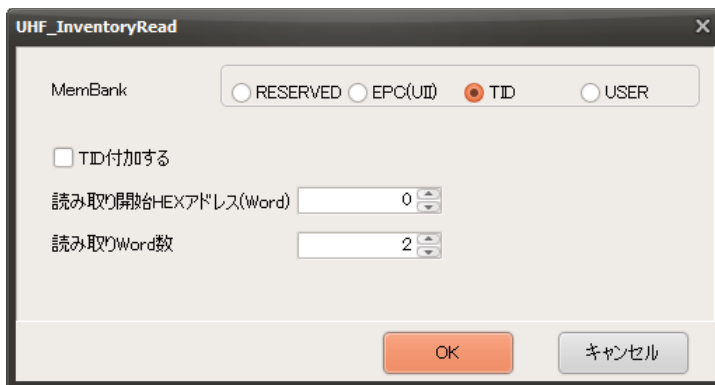 UHF_InventoryRead
MemBank RESERVED EPC(UII) TID USER
TID付加する
読み取り開始HEXアドレス(Word) 0
読み取りWord数 2
OK キャンセル